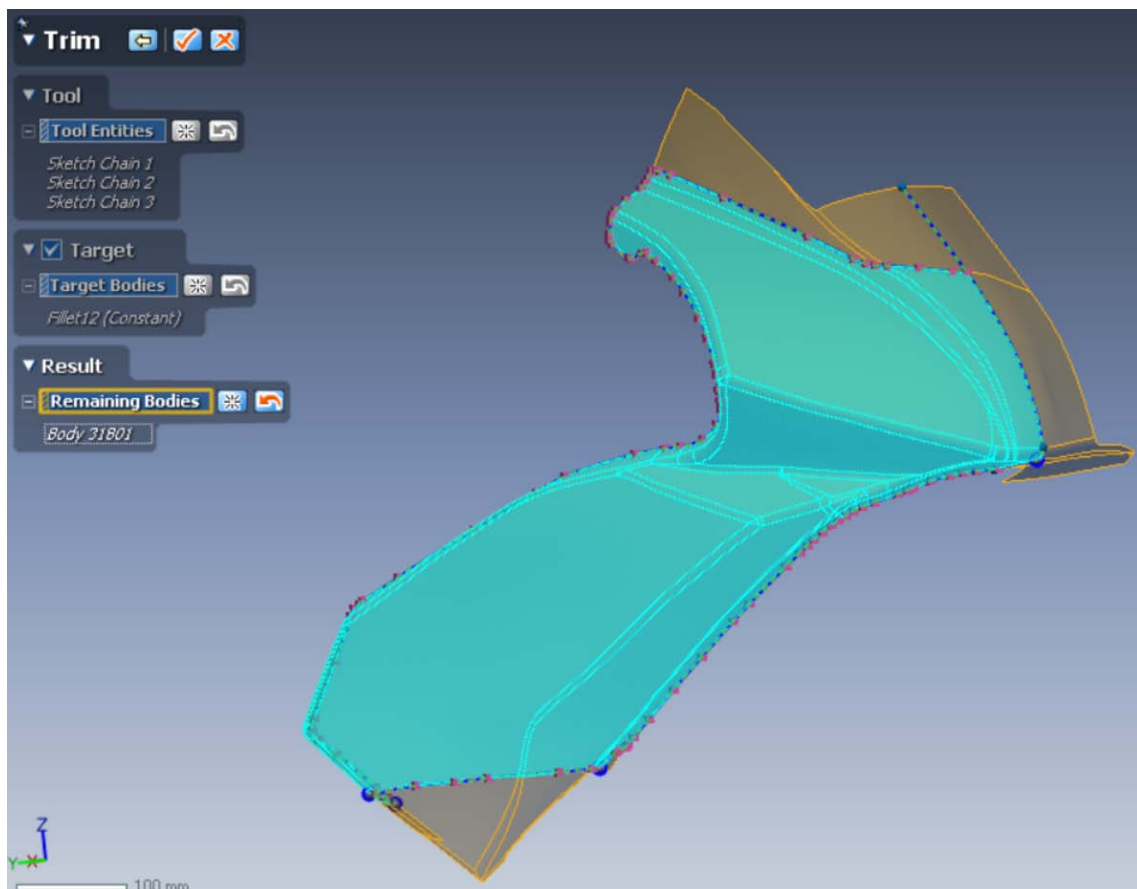 Trim
Tool
Tool Entities
Sketch Chain 1
Sketch Chain 2
Sketch Chain 3
Target
Target Bodies
Fillet12 (Constant)
Result
Remaining Bodies
Body 31801
Z
Y X
100 mm